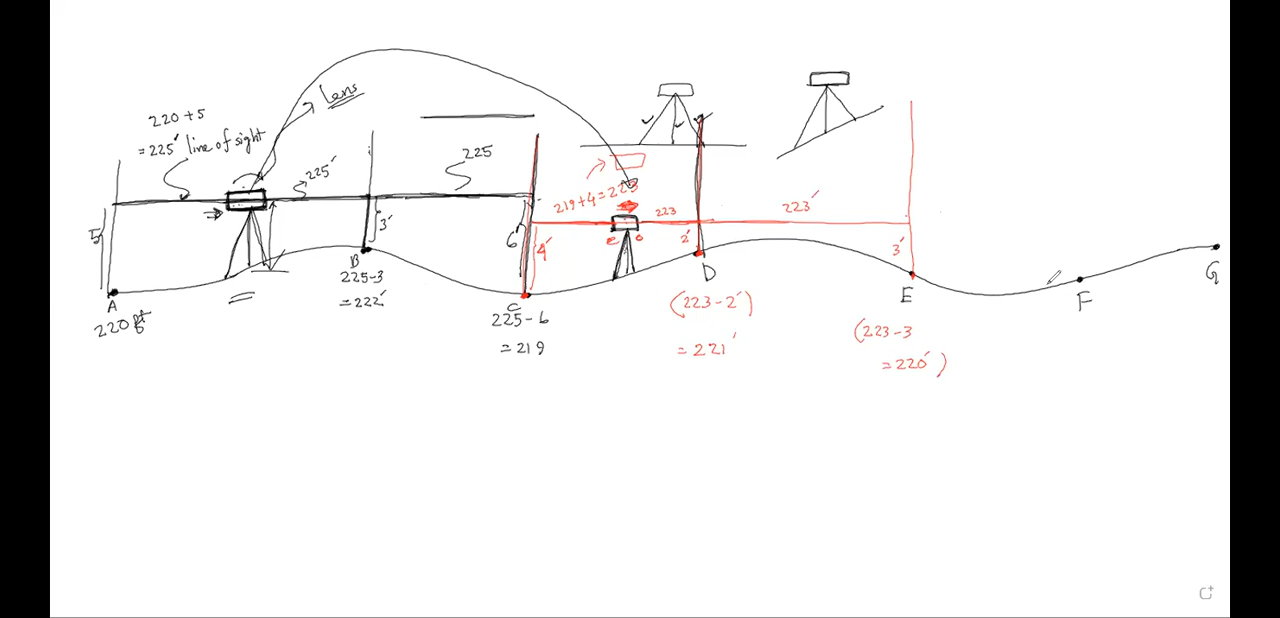 Lens
220 + 5
= 225' line of sight
225'
225
219+4=223
223
223'
5
3'
6'
4'
2'
3'
A
220 ft
B
225-3
= 222'
C
225 - 6
= 219
D
(223 - 2')
= 221'
E
(223 - 3
= 220')
F
G